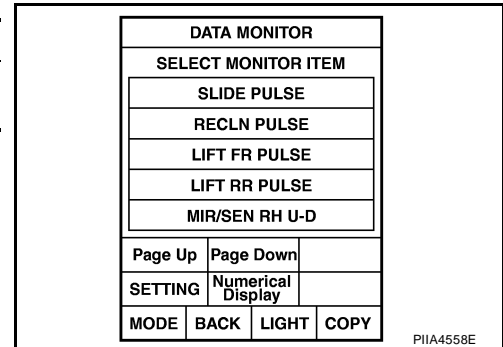 DATA MONITOR
SELECT MONITOR ITEM
SLIDE PULSE
RECLN PULSE
LIFT FR PULSE
LIFT RR PULSE
MIR/SEN RH U-D
Page Up Page Down
SETTING Numerical Display
MODE BACK LIGHT COPY
PIIA4558E